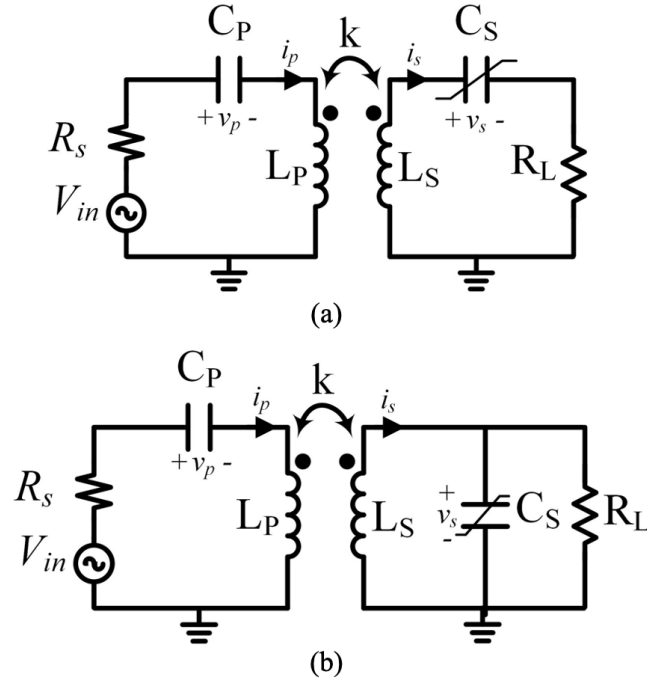 C_P i_p k i_s C_S
+ v_p - + v_s -
R_s L_P L_S R_L
V_in
(a)
C_P i_p k i_s
+ v_p -
R_s L_P L_S + v_s - C_S R_L
V_in
(b)